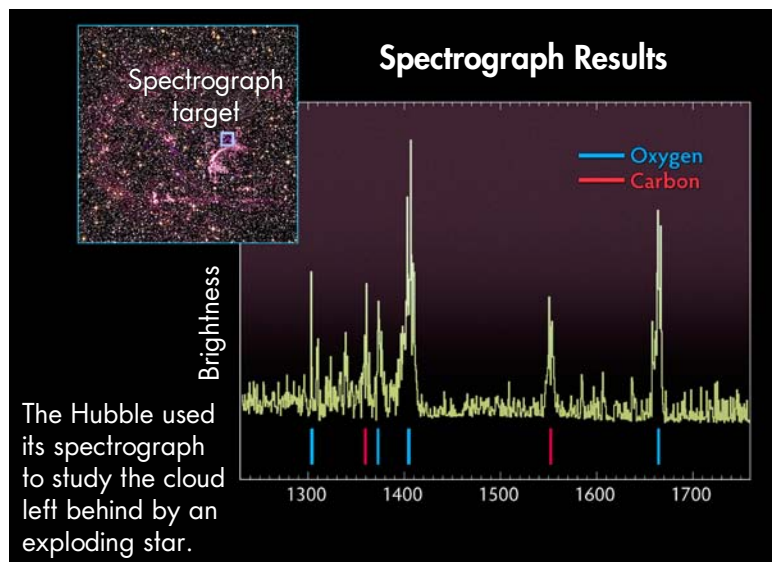 Spectrograph Results
Spectrograph
target
Oxygen
Carbon
Brightness
The Hubble used
its spectrograph
to study the cloud
left behind by an
exploding star.
1300 1400 1500 1600 1700